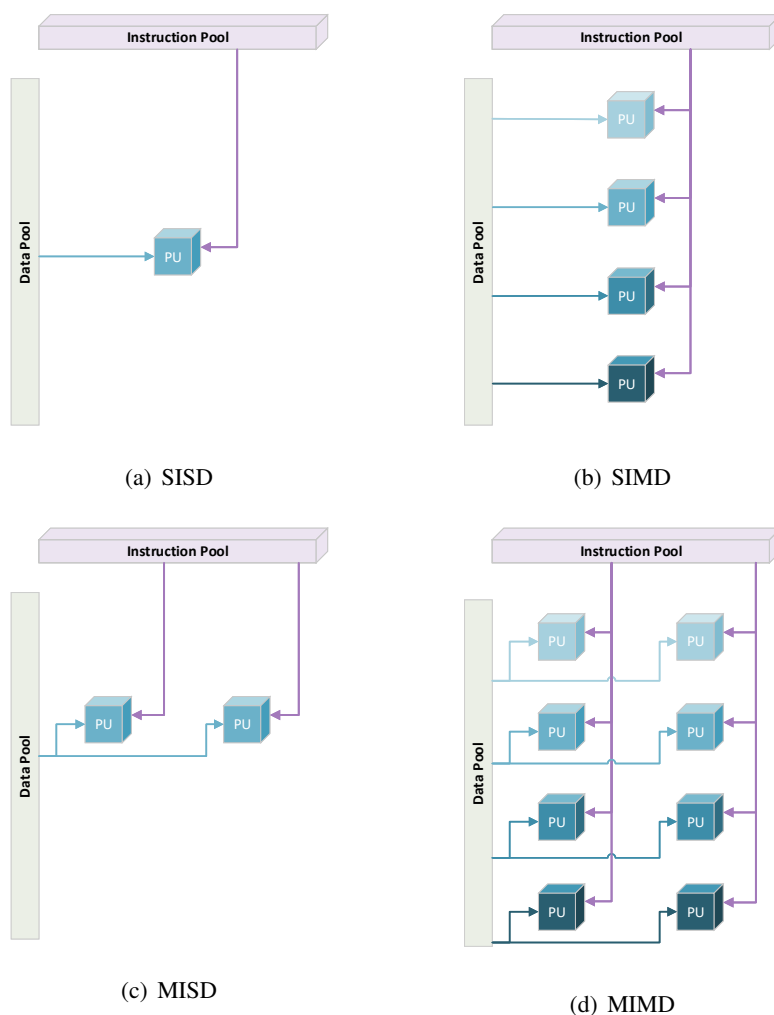 Instruction Pool
Data Pool
PU
(a) SISD
Instruction Pool
Data Pool
PU
PU
PU
PU
(b) SIMD
Instruction Pool
Data Pool
PU
PU
(c) MISD
Instruction Pool
Data Pool
PU
PU
PU
PU
PU
PU
PU
PU
(d) MIMD